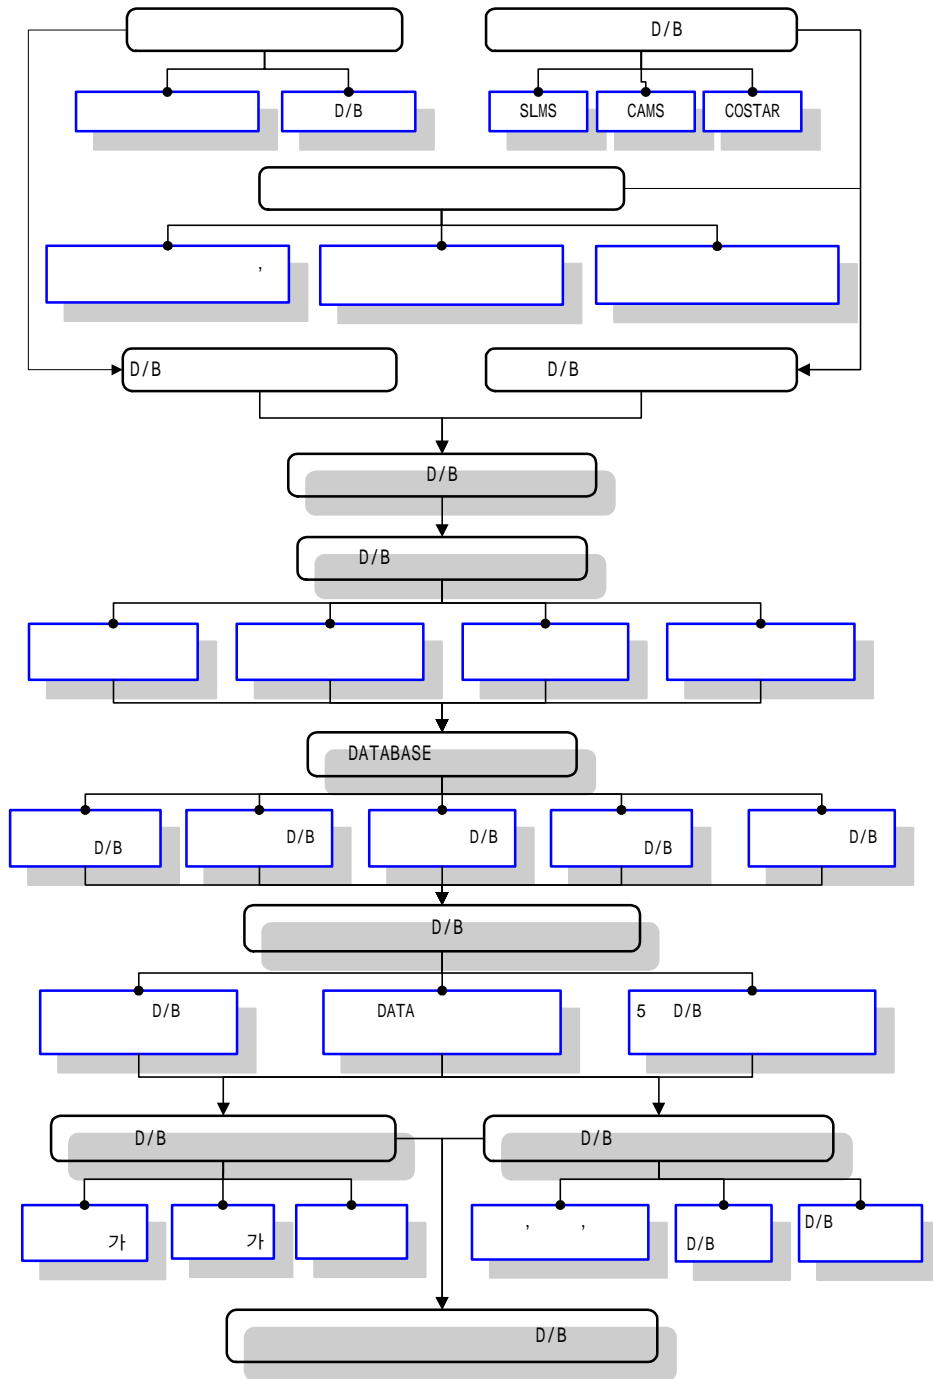 D/B
D/B
SLMS
CAMS
COSTAR
,
D/B
D/B
D/B
D/B
DATABASE
D/B
D/B
D/B
D/B
D/B
D/B
D/B
DATA
5 D/B
D/B
D/B
가
가
, ,
D/B
D/B ,
D/B